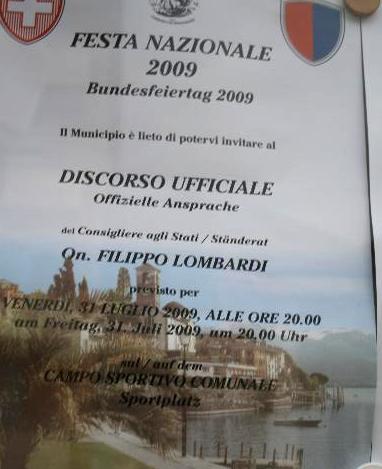 FESTA NAZIONALE
2009
Bundesfeiertag 2009
Il Municipio è lieto di potervi invitare al
DISCORSO UFFICIALE
Offizielle Ansprache
del Consigliere agli Stati / Ständerat
On. FILIPPO LOMBARDI
previsto per
VENERDÌ, 31 LUGLIO 2009, ALLE ORE 20.00
am Freitag, 31. Juli 2009, um 20.00 Uhr
sul / auf dem
CAMPO SPORTIVO COMUNALE
Sportplatz